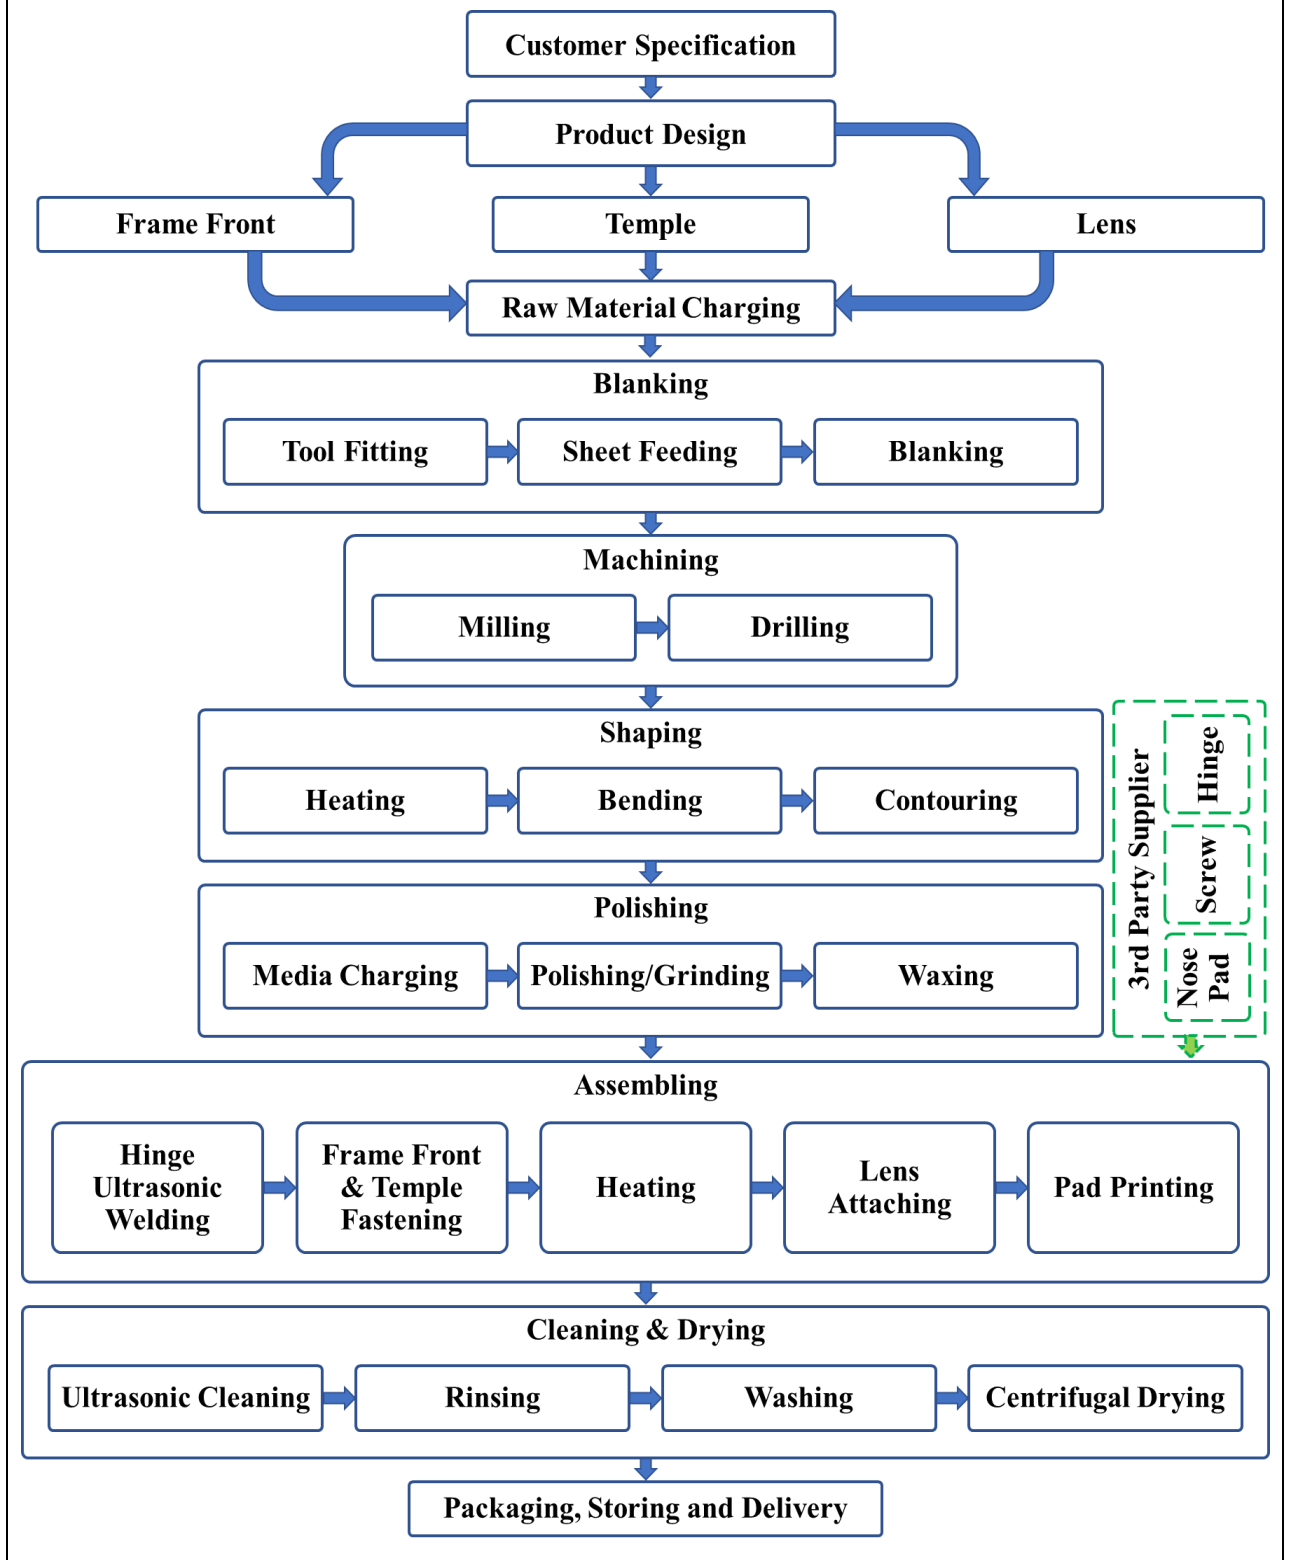 Customer Specification
Product Design
Frame Front
Temple
Lens
Raw Material Charging
Blanking
Tool Fitting
Sheet Feeding
Blanking
Machining
Milling
Drilling
Shaping
Heating
Bending
Contouring
3rd Party Supplier
Hinge
Screw
Nose
Pad
Polishing
Media Charging
Polishing/Grinding
Waxing
Assembling
Hinge
Ultrasonic
Welding
Frame Front
& Temple
Fastening
Heating
Lens
Attaching
Pad Printing
Cleaning & Drying
Ultrasonic Cleaning
Rinsing
Washing
Centrifugal Drying
Packaging, Storing and Delivery